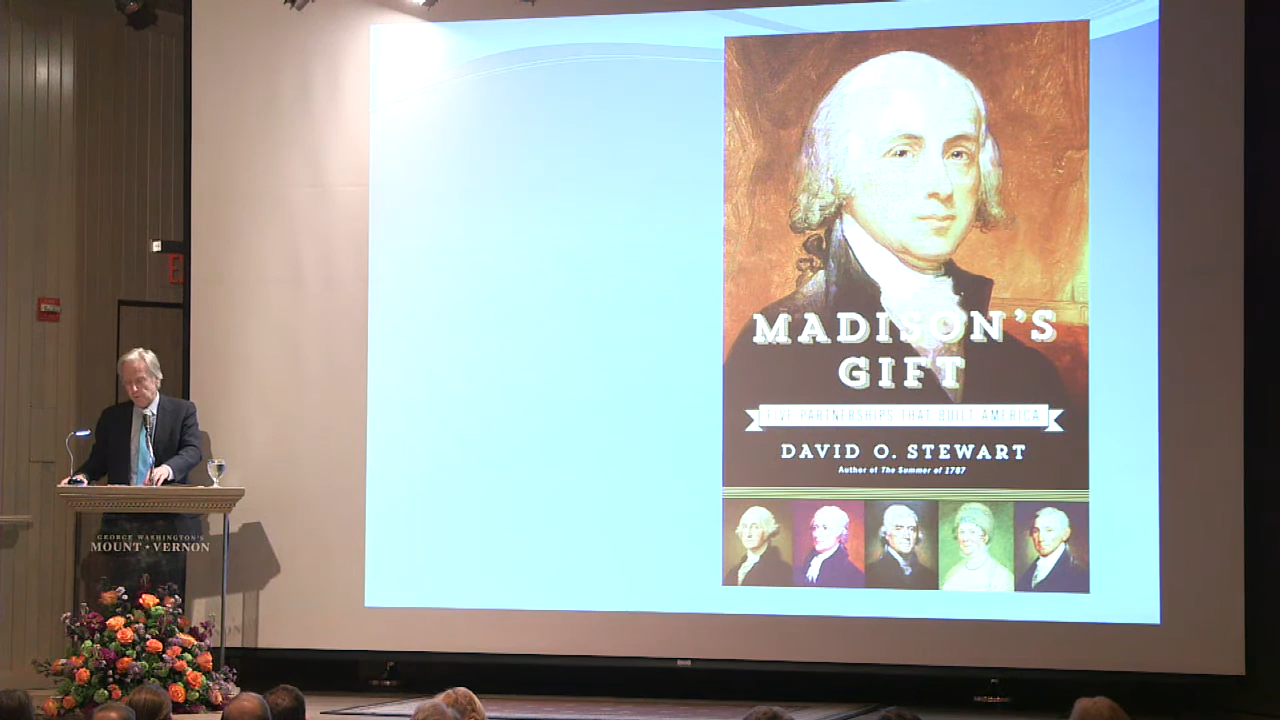 MADISON'S
GIFT
FIVE PARTNERSHIPS THAT BUILT AMERICA
DAVID O. STEWART
Author of The Summer of 1787
GEORGE WASHINGTON'S
MOUNT ★ VERNON